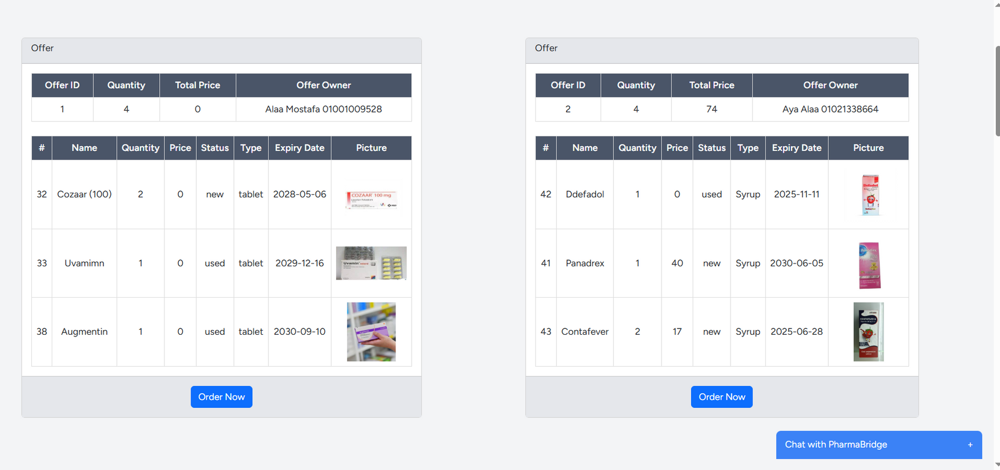 Offer
Offer ID Quantity Total Price Offer Owner
1 4 0 Alaa Mostafa 01001009528
# Name Quantity Price Status Type Expiry Date Picture
32 Cozaar (100) 2 0 new tablet 2028-05-06
COZAAR 100 mg
33 Uvamimn 1 0 used tablet 2029-12-16
Uvamin retard
38 Augmentin 1 0 used tablet 2030-09-10
Order Now
Offer
Offer ID Quantity Total Price Offer Owner
2 4 74 Aya Alaa 01021338664
# Name Quantity Price Status Type Expiry Date Picture
42 Ddefadol 1 0 used Syrup 2025-11-11
41 Panadrex 1 40 new Syrup 2030-06-05
43 Contafever 2 17 new Syrup 2025-06-28
Order Now
Chat with PharmaBridge +